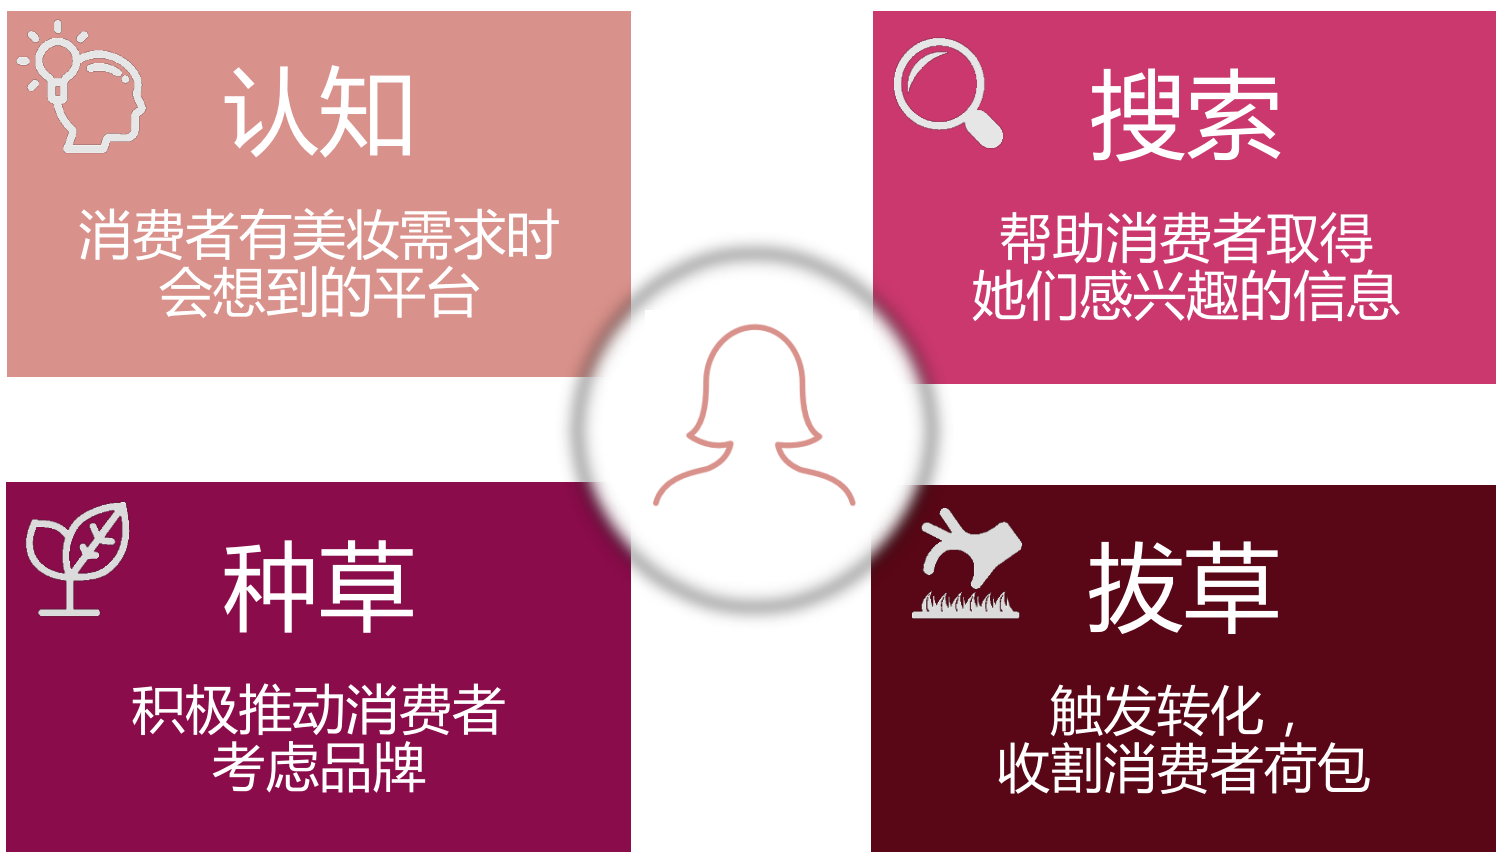 认知
消费者有美妆需求时
会想到的平台
搜索
帮助消费者取得
她们感兴趣的信息
种草
积极推动消费者
考虑品牌
拔草
触发转化，
收割消费者荷包